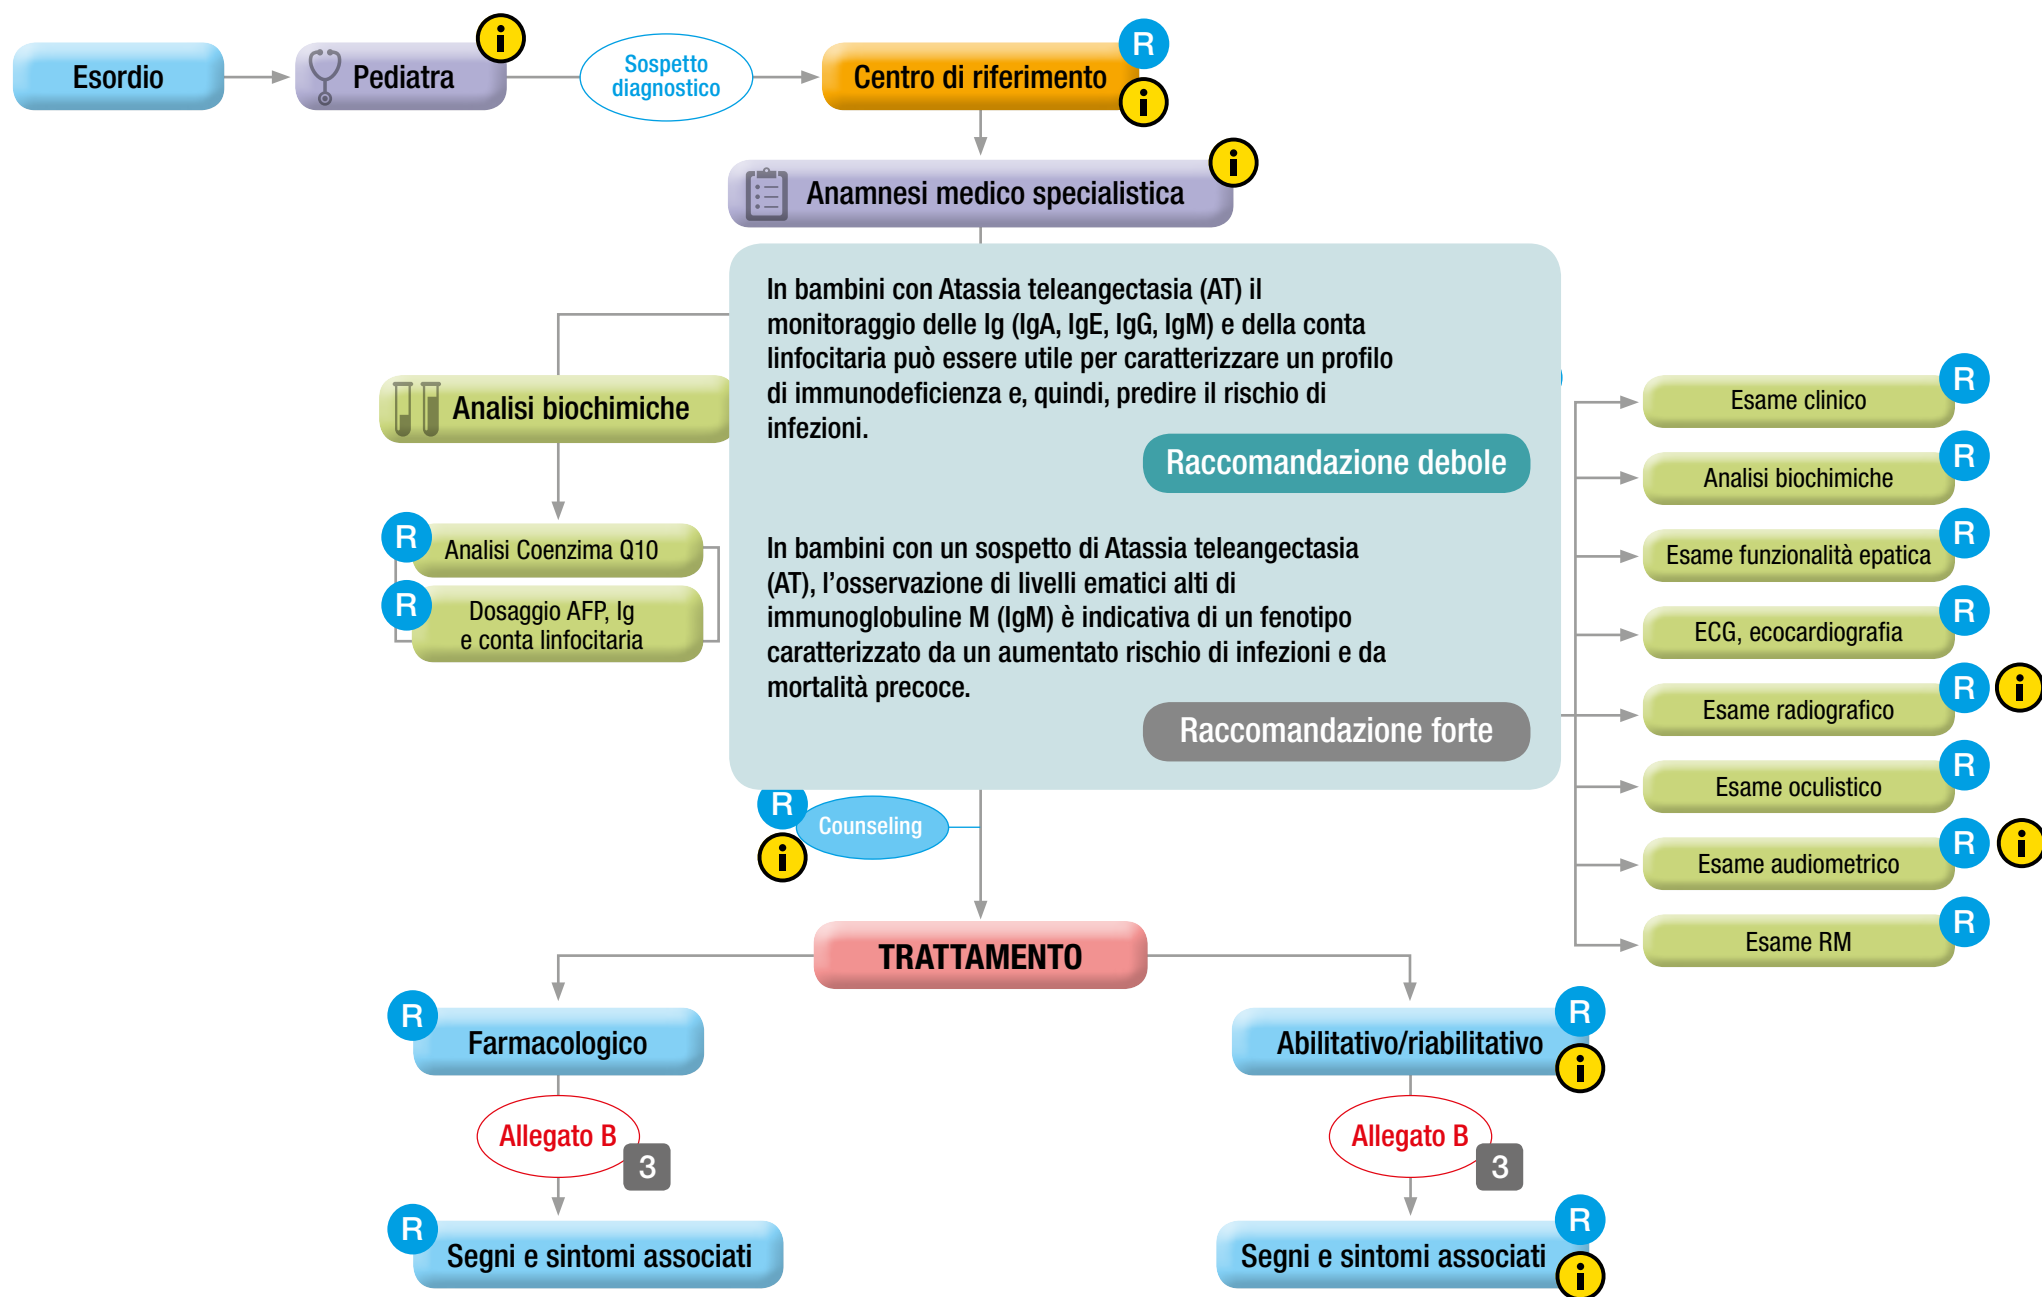 Esordio
Pediatra
i
Sospetto
diagnostico
Centro di riferimento
R
i
Anamnesi medico specialistica
i
In bambini con Atassia teleangectasia (AT) il
monitoraggio delle Ig (IgA, IgE, IgG, IgM) e della conta
linfocitaria può essere utile per caratterizzare un profilo
di immunodeficienza e, quindi, predire il rischio di
infezioni.
Raccomandazione debole
In bambini con un sospetto di Atassia teleangectasia
(AT), l’osservazione di livelli ematici alti di
immunoglobuline M (IgM) è indicativa di un fenotipo
caratterizzato da un aumentato rischio di infezioni e da
mortalità precoce.
Raccomandazione forte
Analisi biochimiche
R
Analisi Coenzima Q10
R
Dosaggio AFP, Ig
e conta linfocitaria
Esame clinico
R
Analisi biochimiche
R
Esame funzionalità epatica
R
ECG, ecocardiografia
R
Esame radiografico
R
i
Esame oculistico
R
Esame audiometrico
R
i
Esame RM
R
R
i
Counseling
TRATTAMENTO
R
Farmacologico
Allegato B
3
R
Segni e sintomi associati
Abilitativo/riabilitativo
R
i
Allegato B
3
Segni e sintomi associati
R
i